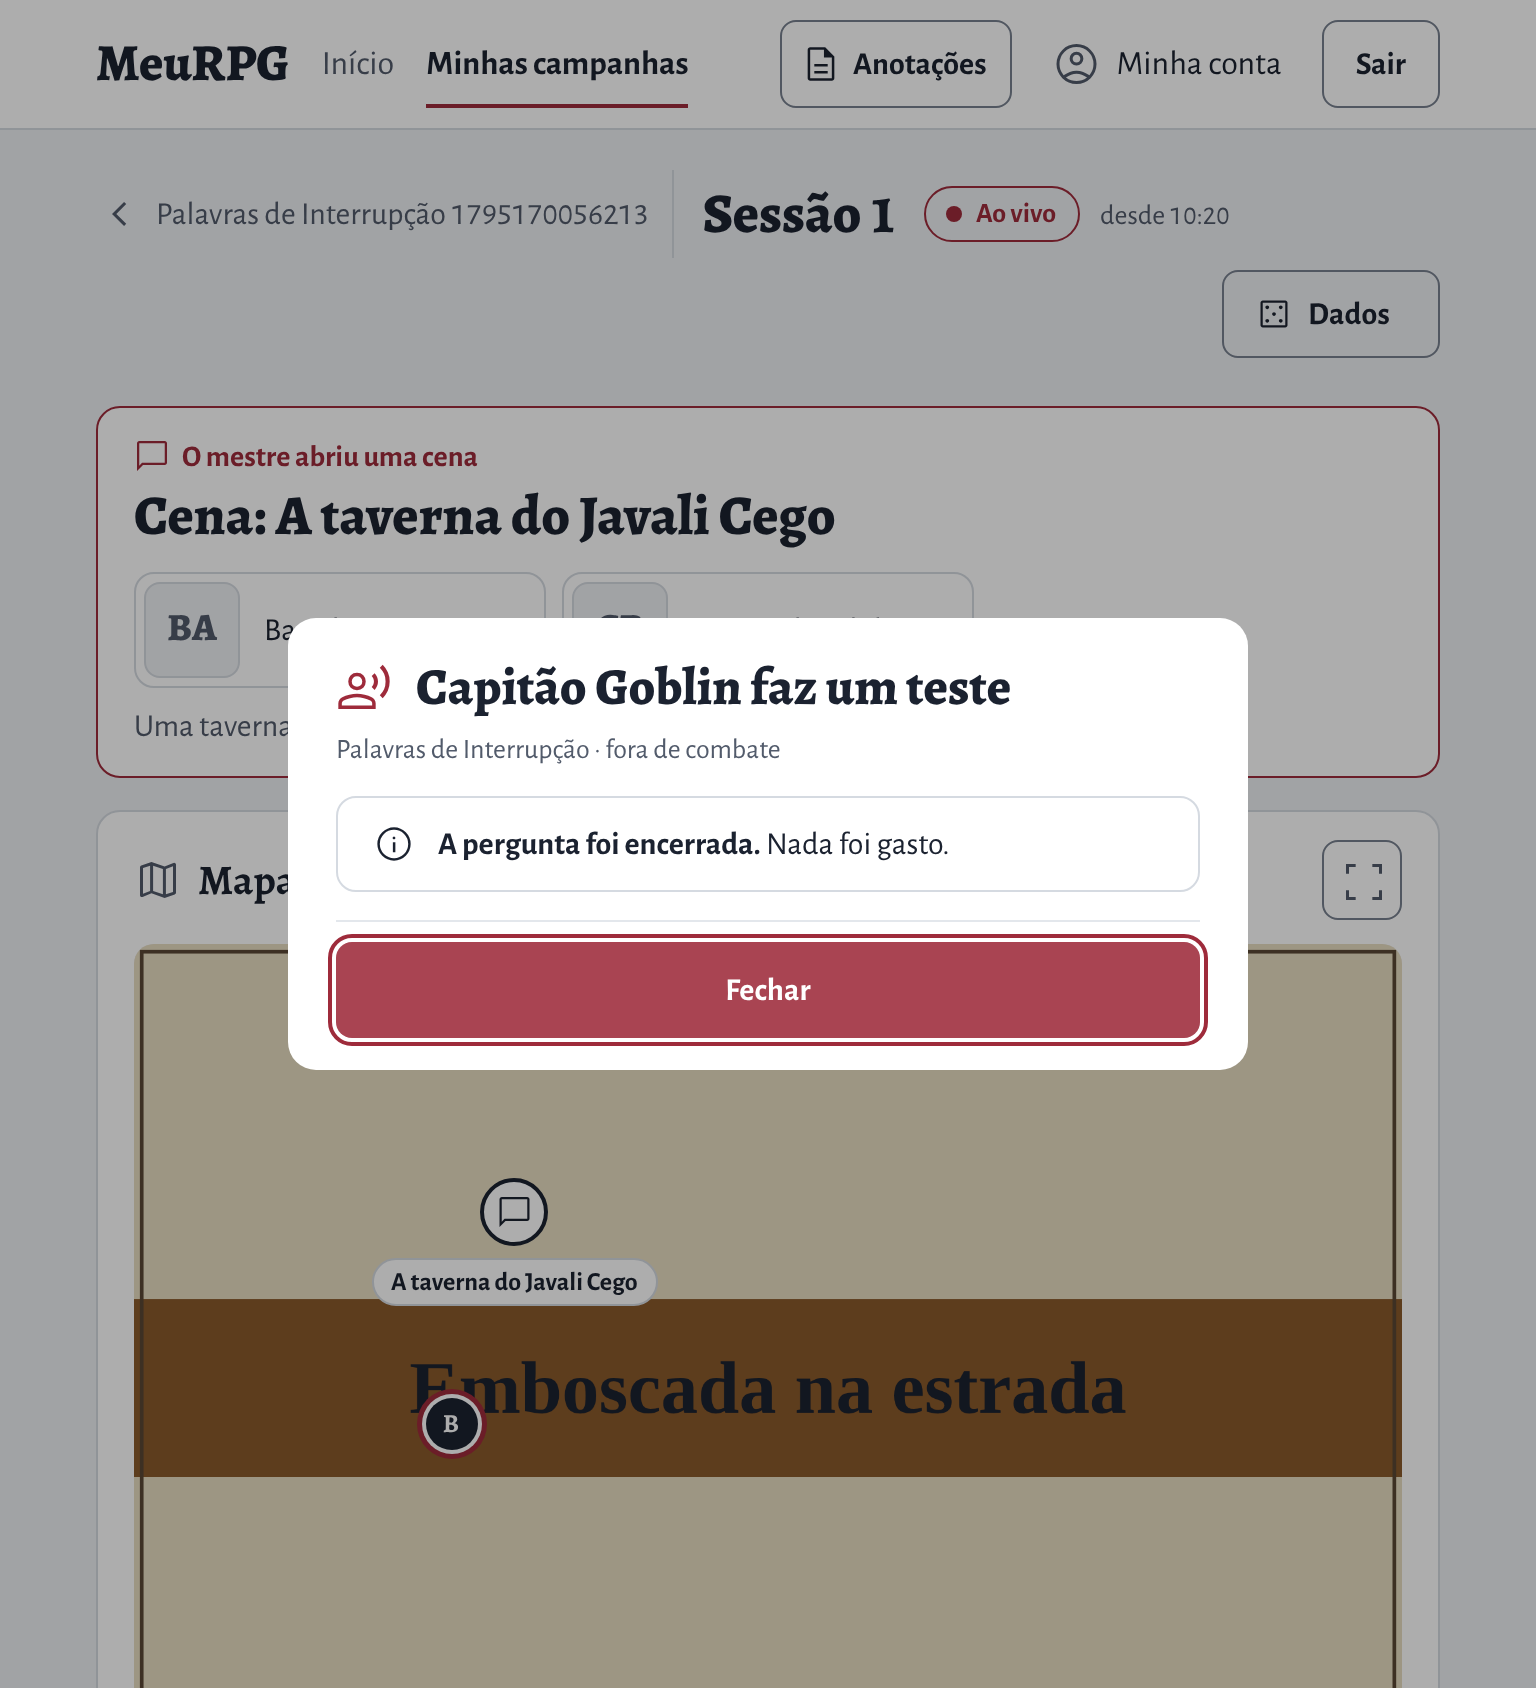 MeuRPG Início Minhas campanhas Anotações Minha conta Sair
Palavras de Interrupção 1795170056213 Sessão 1 Ao vivo desde 10:20
Dados
O mestre abriu uma cena
Cena: A taverna do Javali Cego
BA
Uma taverna
Capitão Goblin faz um teste
Palavras de Interrupção · fora de combate
A pergunta foi encerrada. Nada foi gasto.
Mapa
Fechar
A taverna do Javali Cego
Emboscada na estrada
B